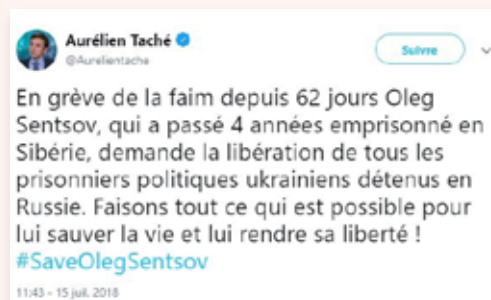 Aurélien Taché
@Aurelientache
Suivre
En grève de la faim depuis 62 jours Oleg
Sentsov, qui a passé 4 années emprisonné en
Sibérie, demande la libération de tous les
prisonniers politiques ukrainiens détenus en
Russie. Faisons tout ce qui est possible pour
lui sauver la vie et lui rendre sa liberté !
#SaveOlegSentsov
11:43 - 15 juil. 2018